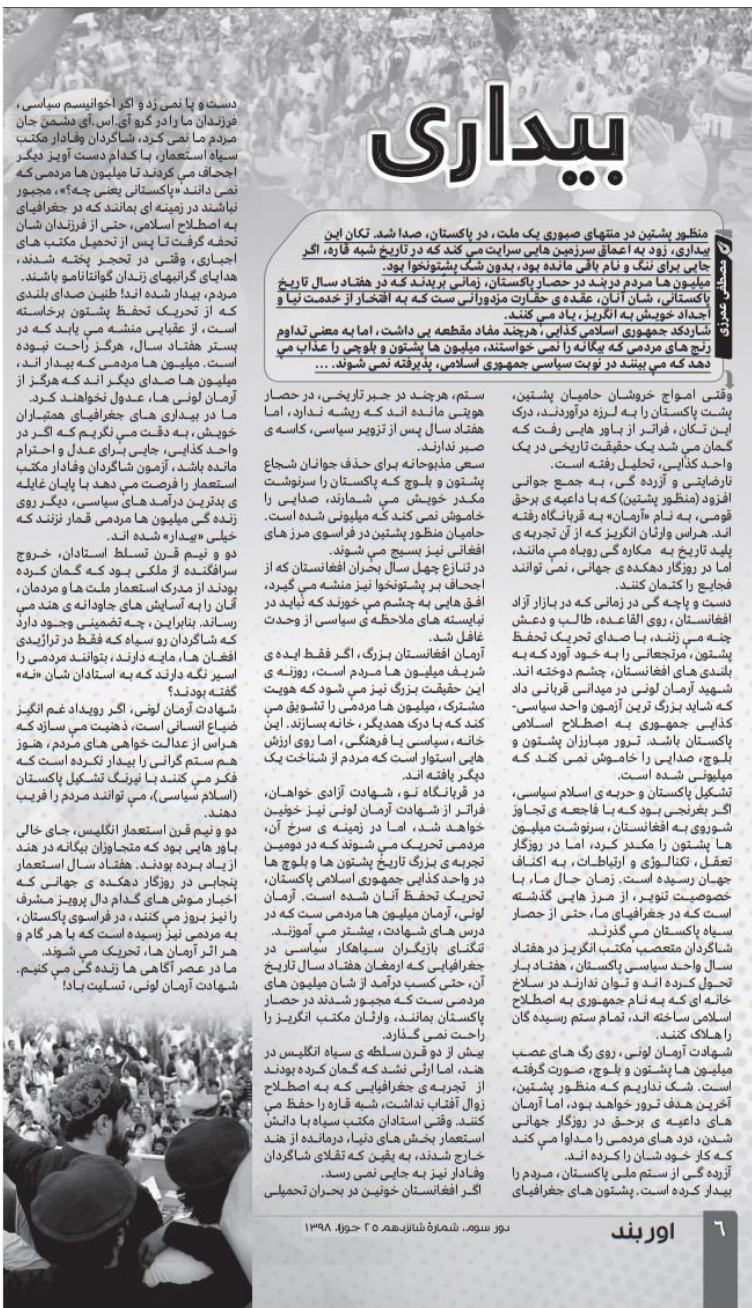 بیداری
مصطفی عمرزی
منظور پشتین در منتهای صبوری یک ملت، در پاکستان، صدا شد. تکان این
بیداری، زود به اعماق سرزمین هایی سرایت می کند که در تاریخ شبه قاره، اگر
جایی برای ننگ و نام باقی مانده بود، بدون شک پشتونخوا بود.
میلیون ها مردم دربند در حصار پاکستان، زمانی بریدند که در هفتاد سال تاریخ
پاکستانی، شان آنان، عقده ی حقارت مزدورانی ست که به افتخار از خدمت نیا و
اجداد خویش به انگریز، یاد می کنند.
شاردکد جمهوری اسلامی کذایی، هرچند مفاد مقطعه یی داشت، اما به معنی تداوم
رنج های مردمی که بیگانه را نمی خواستند، میلیون ها پشتون و بلوچی را عذاب می
دهد که می بینند در نوبت سیاسی جمهوری اسلامی، پذیرفته نمی شوند. ...
وقتی امواج خروشان حامیان پشتین،
پشت پاکستان را به لرزه درآوردند، درک
این تکان، فراتر از باور هایی رفت که
گمان می شد یک حقیقت تاریخی در یک
واحد کذایی، تحلیل رفته است.
نارضایتی و آزرده گی، به جمع جوانی
افزود (منظور پشتین) که با داعیه ی برحق
قومی، به نام «آرمان» به قربانگاه رفته
اند. هراس وارثان انگریز که از آن تجربه ی
پلید تاریخ به مکاره گی روباه می مانند،
اما در روزگار دهکده ی جهانی، نمی توانند
فجایع را کتمان کنند.
دست و پاچه گی در زمانی که در بازار آزاد
افغانستان، روی القاعده، طالب و دعش
چنه می زنند، با صدای تحریک تحفظ
پشتون، مرتجعانی را به خود آورد که به
بلندی های افغانستان، چشم دوخته اند.
شهید آرمان لونی در میدانی قربانی داد
که شاید بزرگ ترین آزمون واحد سیاسی-
کذایی جمهوری به اصطلاح اسلامی
پاکستان باشد. ترور مبارزان پشتون و
بلوچ، صدایی را خاموش نمی کند که
میلیونی شده است.
تشکیل پاکستان و حربه ی اسلام سیاسی،
اگر بغرنجی بود که با فاجعه ی تجاوز
شوروی به افغانستان، سرنوشت میلیون
ها پشتون را مکدر کرد، اما در روزگار
تعقل، تکنالوژی و ارتباطات، به اکناف
جهان رسیده است. زمان حال ما، با
خصوصیت تنویر، از مرز هایی گذشته
است که در جغرافیای ما، حتی از حصار
سیاه پاکستان می گذرند.
شاگردان متعصب مکتب انگریز در هفتاد
سال واحد سیاسی پاکستان، هفتاد بار
تحول کرده اند و توان ندارند در سلاخ
خانه ای که به نام جمهوری به اصطلاح
اسلامی ساخته اند، تمام ستم رسیده گان
را هلاک کنند.
شهادت آرمان لونی، روی رگ های عصب
میلیون ها پشتون و بلوچ، صورت گرفته
است. شک نداریم که منظور پشتین،
آخرین هدف ترور خواهد بود، اما آرمان
های داعیه ی برحق در روزگار جهانی
شدن، درد های مردمی را مداوا می کند
که کار خود شان را کرده اند.
آزرده گی از ستم ملی پاکستان، مردم را
بیدار کرده است. پشتون های جغرافیای
ستم، هرچند در جبر تاریخی، در حصار
هویتی مانده اند که ریشه ندارد، اما
هفتاد سال پس از تزویر سیاسی، کاسه ی
صبر ندارند.
سعی مذبوحانه برای حذف جوانان شجاع
پشتون و بلوچ که پاکستان را سرنوشت
مکدر خویش می شمارند، صدایی را
خاموش نمی کند که میلیونی شده است.
حامیان منظور پشتین در فراسوی مرز های
افغانی نیز بسیج می شوند.
در تنازع چهل سال بحران افغانستان که از
اجحاف بر پشتونخوا نیز منشه می گیرد،
افق هایی به چشم می خورند که نباید در
نبایسته های ملاحظه ی سیاسی از وحدت
غافل شد.
آرمان افغانستان بزرگ، اگر فقط ایده ی
شریف میلیون ها مردم است، روزنه ی
این حقیقت بزرگ نیز می شود که هویت
مشترک، میلیون ها مردمی را تشویق می
کند که با درک همدیگر، خانه بسازند. این
خانه، سیاسی یا فرهنگی، اما روی ارزش
هایی استوار است که مردم از شناخت یک
دیگر یافته اند.
در قربانگاه نو، شهادت آزادی خواهان،
فراتر از شهادت آرمان لونی نیز خونین
خواهد شد، اما در زمینه ی سرخ آن،
مردمی تحریک می شوند که در دومین
تجربه ی بزرگ تاریخ پشتون ها و بلوچ ها
در واحد کذایی جمهوری اسلامی پاکستان،
تحریک تحفظ آنان شده است. آرمان
لونی، آرمان میلیون ها مردمی ست که در
درس های شهادت، بیشتر می آموزند.
تنگنای بازیگران سیاهکار سیاسی در
جغرافیایی که ارمغان هفتاد سال تاریخ
آن، حتی کسب درآمد از شان میلیون های
مردمی ست که مجبور شدند در حصار
پاکستان بمانند، وارثان مکتب انگریز را
راحت نمی گذارد.
بیش از دو قرن سلطه ی سیاه انگلیس در
هند، اما ارثی نشد که گمان کرده بودند
از تجربه ی جغرافیایی که به اصطلاح
زوال آفتاب نداشت، شبه قاره را حفظ می
کنند. وقتی استادان مکتب سیاه با دانش
استعمار بخش های دنیا، درمانده از هند
خارج شدند، به یقین که تقلای شاگردان
وفادار نیز به جایی نمی رسد.
اگر افغانستان خونین در بحران تحمیلی
دست و پا نمی زد و اگر اخوانیسم سیاسی،
فرزندان ما را در گرو آی.اس.آی دشمن جان
مردم ما نمی کرد، شاگردان وفادار مکتب
سیاه استعمار، با کدام دست آویز دیگر
اجحاف می کردند تا میلیون ها مردمی که
نمی دانند «پاکستانی یعنی چه؟»، مجبور
نباشند در زمینه ای بمانند که در جغرافیای
به اصطلاح اسلامی، حتی از فرزندان شان
تحفه گرفت تا پس از تحمیل مکتب های
اجباری، وقتی در تحجر پخته شدند،
هدایای گرانبهای زندان گوانتانامو باشند.
مردم، بیدار شده اند! طنین صدای بلندی
که از تحریک تحفظ پشتون برخاسته
است، از عقبایی منشه می یابد که در
بستر هفتاد سال، هرگز راحت نبوده
است. میلیون ها مردمی که بیدار اند،
میلیون ها صدای دیگر اند که هرگز از
آرمان لونی ها، عدول نخواهند کرد.
ما در بیداری های جغرافیای همتباران
خویش، به دقت می نگریم که اگر در
واحد کذایی، جایی برای عدل و احترام
مانده باشد، آزمون شاگردان وفادار مکتب
استعمار را فرصت می دهد با پایان غایله
ی بدترین درآمد های سیاسی، دیگر روی
زنده گی میلیون ها مردمی قمار نزنند که
خیلی «بیدار» شده اند.
دو و نیم قرن تسلط استادان، خروج
سرافگنده از ملکی بود که گمان کرده
بودند از مدرک استعمار ملت ها و مردمان،
آنان را به آسایش های جاودانه ی هند می
رساند. بنابراین، چه تضمینی وجود دارد
که شاگردان رو سیاه که فقط در تراژیدی
افغان ها، مایه دارند، بتوانند مردمی را
اسیر نگه دارند که به استادان شان «نه»
گفته بودند؟
شهادت آرمان لونی، اگر رویداد غم انگیز
ضیاع انسانی است، ذهنیت می سازد که
هراس از عدالت خواهی های مردم، هنوز
هم ستم گرانی را بیدار نکرده است که
فکر می کنند با نیرنگ تشکیل پاکستان
(اسلام سیاسی)، می توانند مردم را فریب
دهند.
دو و نیم قرن استعمار انگلیس، جای خالی
باور هایی بود که متجاوزان بیگانه در هند
از یاد برده بودند. هفتاد سال استعمار
پنجابی در روزگار دهکده ی جهانی که
اخبار موش های گدام دال پرویز مشرف
را نیز بروز می کنند، در فراسوی پاکستان،
به مردمی نیز رسیده است که با هر گام و
هر اثر آرمان ها، تحریک می شوند.
ما در عصر آگاهی ها زنده گی می کنیم.
شهادت آرمان لونی، تسلیت باد!
۶
اوربند
دور سوم، شمارهٔ شانزدهم ۲۵ جوزا، ۱۳۹۸